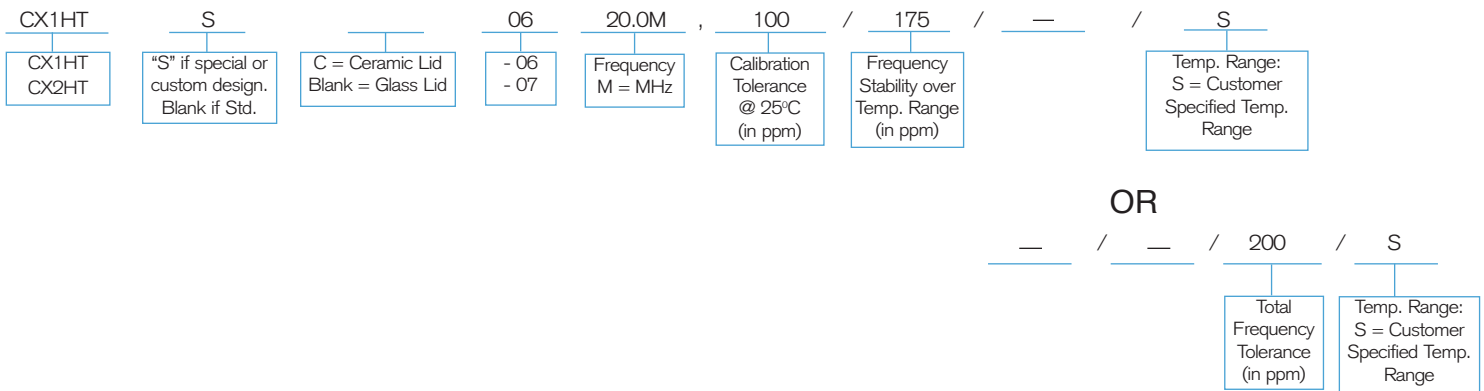 CX1HT S 06 20.0M , 100 / 175 / — / S
CX1HT
CX2HT
“S” if special or
custom design.
Blank if Std.
C = Ceramic Lid
Blank = Glass Lid
- 06
- 07
Frequency
M = MHz
Calibration
Tolerance
@ 25°C
(in ppm)
Frequency
Stability over
Temp. Range
(in ppm)
Temp. Range:
S = Customer
Specified Temp.
Range
OR
— / — / 200 / S
Total
Frequency
Tolerance
(in ppm)
Temp. Range:
S = Customer
Specified Temp.
Range